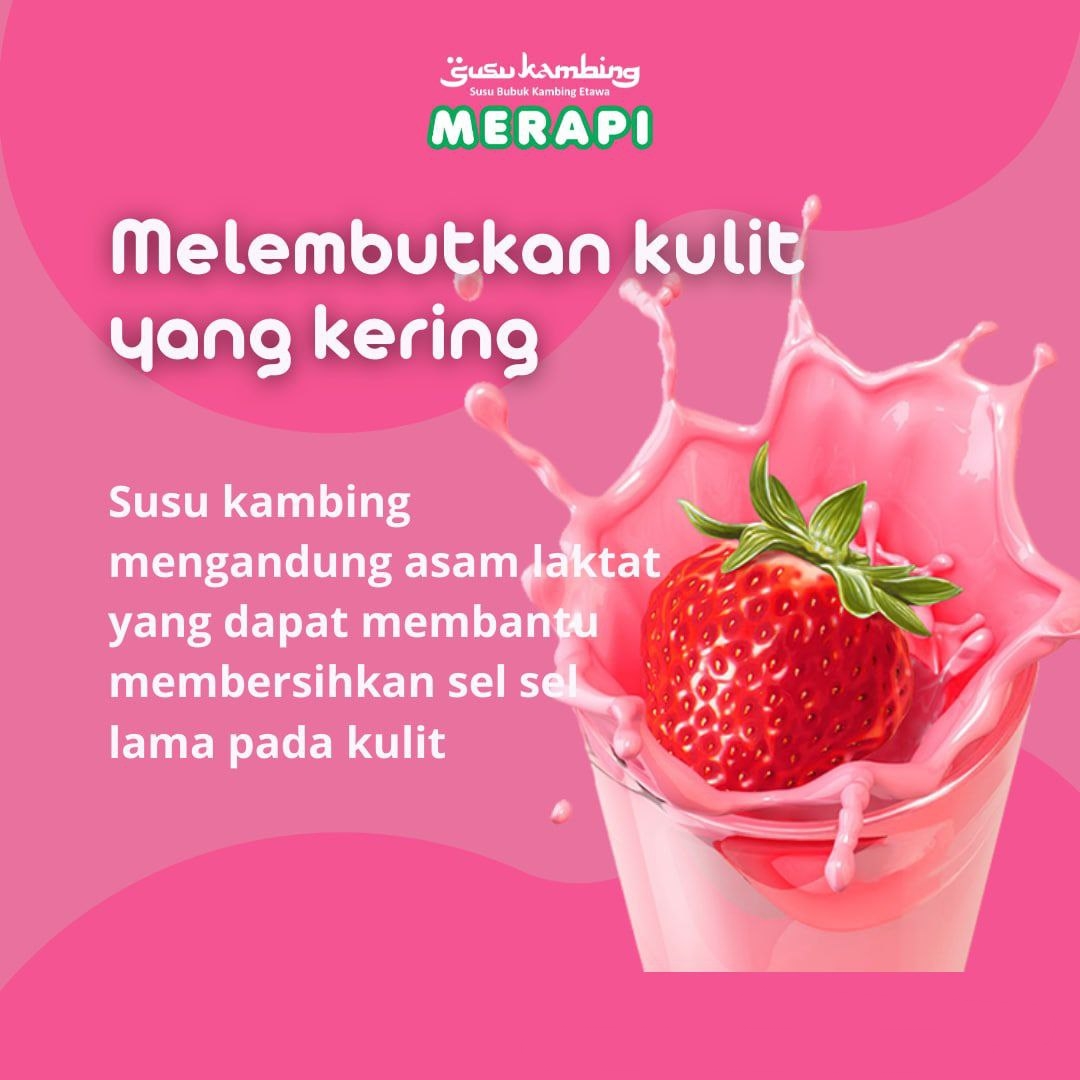 susu kambing
Susu Bubuk Kambing Etawa
MERAPI
Melembutkan kulit
yang kering
Susu kambing
mengandung asam laktat
yang dapat membantu
membersihkan sel sel
lama pada kulit